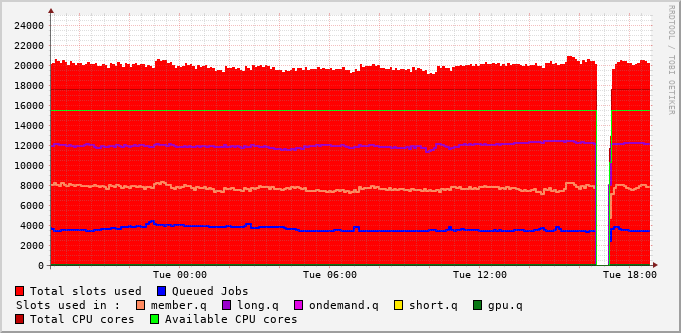 RRDTOOL / TOBI OETIKER
24000
22000
20000
18000
16000
14000
12000
10000
8000
6000
4000
2000
0
Tue 00:00 Tue 06:00 Tue 12:00 Tue 18:00
Total slots used Queued Jobs
Slots used in : member.q long.q ondemand.q short.q gpu.q
Total CPU cores Available CPU cores